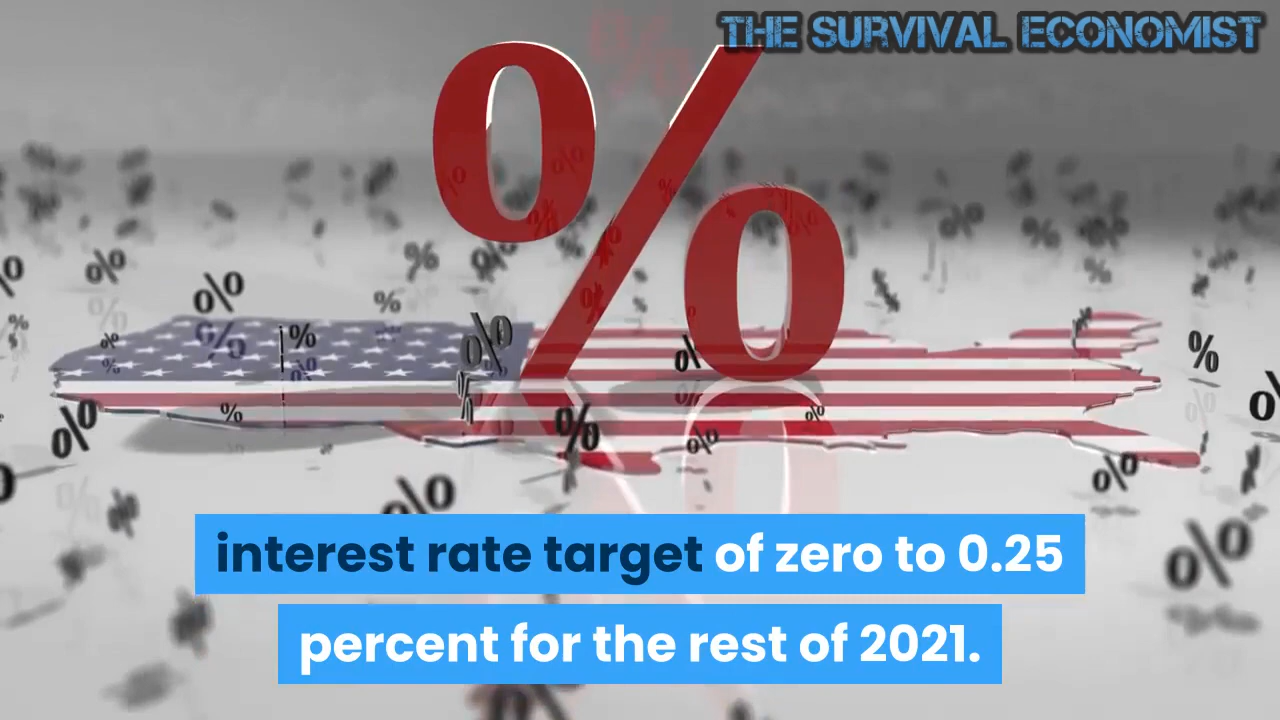 THE SURVIVAL ECONOMIST
%
interest rate target of zero to 0.25
percent for the rest of 2021.